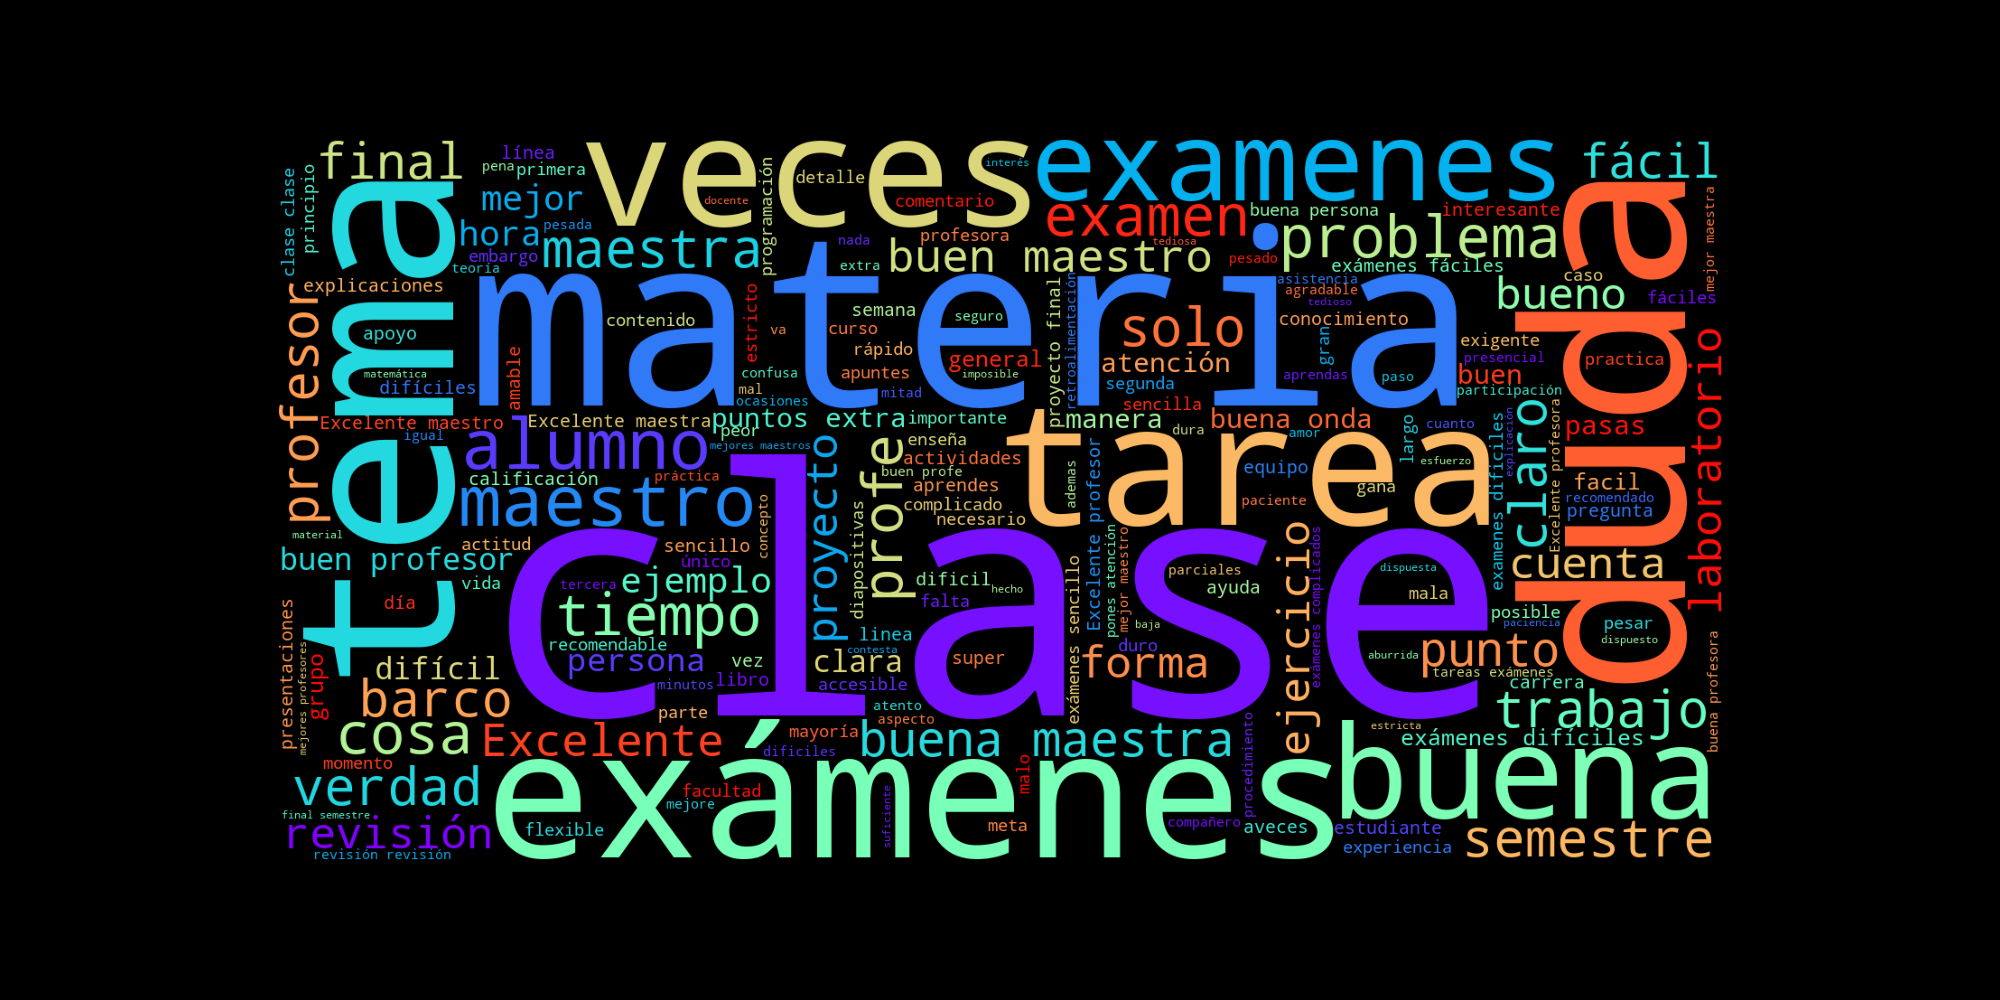 final
línea
pena
primera
veces
examenes
fácil
interés
detalle
programación
clase clase
principio
tema
mejor
docente
comentario
examen
buena persona
interesante
mejor maestra
duda
hora
pesada
maestra
embargo
teoría
nada
profesora
tediosa
problema
buen maestro
materia
extra
pesado
exámenes fáciles
caso
explicaciones
asistencia
agradable
tedioso
bueno
fáciles
profesor
contenido
estricto
va
semana
curso
seguro
proyecto final
retroalimentación
solo
conocimiento
gran
apoyo
amable
rápido
general
atención
exigente
presencial
practica
laboratorio
matemática
difíciles
confusa
mal
ocasiones
apuntes
imposible
mitad
segunda
aprendas
paso
buen
participación
Excelente maestro
Excelente maestra
puntos extra
importante
sencilla
manera
buena onda
pasas
igual
alumno
peor
mejores maestros
tarea
dura
amor
largo
cuanto
claro
enseña
actividades
buen profe
proyecto
profe
equipo
esfuerzo
explicación
Excelente profesora
examenes dificiles
calificación
práctica
aprendes
ademas
Excelente profesor
paciente
gana
facil
recomendado
pregunta
maestro
complicado
necesario
concepto
diapositivas
material
actitud
sencillo
clase
cuenta
buen profesor
único
vida
tercera
ejemplo
dificil
hecho
pones atención
mejor maestro
parciales
ayuda
ejercicio
exámenes complicados
dispuesta
mala
día
tiempo
falta
exámenes sencillo
baja
posible
paciencia
pesar
dispuesto
presentaciones
mejores profesores
grupo
recomendable
linea
contesta
duro
punto
difícil
persona
vez
clara
super
forma
aburrida
tareas exámenes
buena profesora
minutos
libro
accesible
carrera
barco
parte
atento
aspecto
trabajo
cosa
Excelente
mayoría
dificiles
buena maestra
estricta
exámenes difíciles
momento
malo
procedimiento
buena
verdad
exámenes
facultad
mejore
suficiente
final semestre
revisión
flexible
meta
compañero
aveces
estudiante
semestre
revisión revisión
experiencia